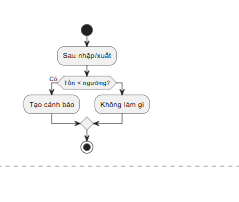 Sau nhập/xuất
Có
Tồn < ngưỡng?
Tạo cảnh báo
Không làm gì